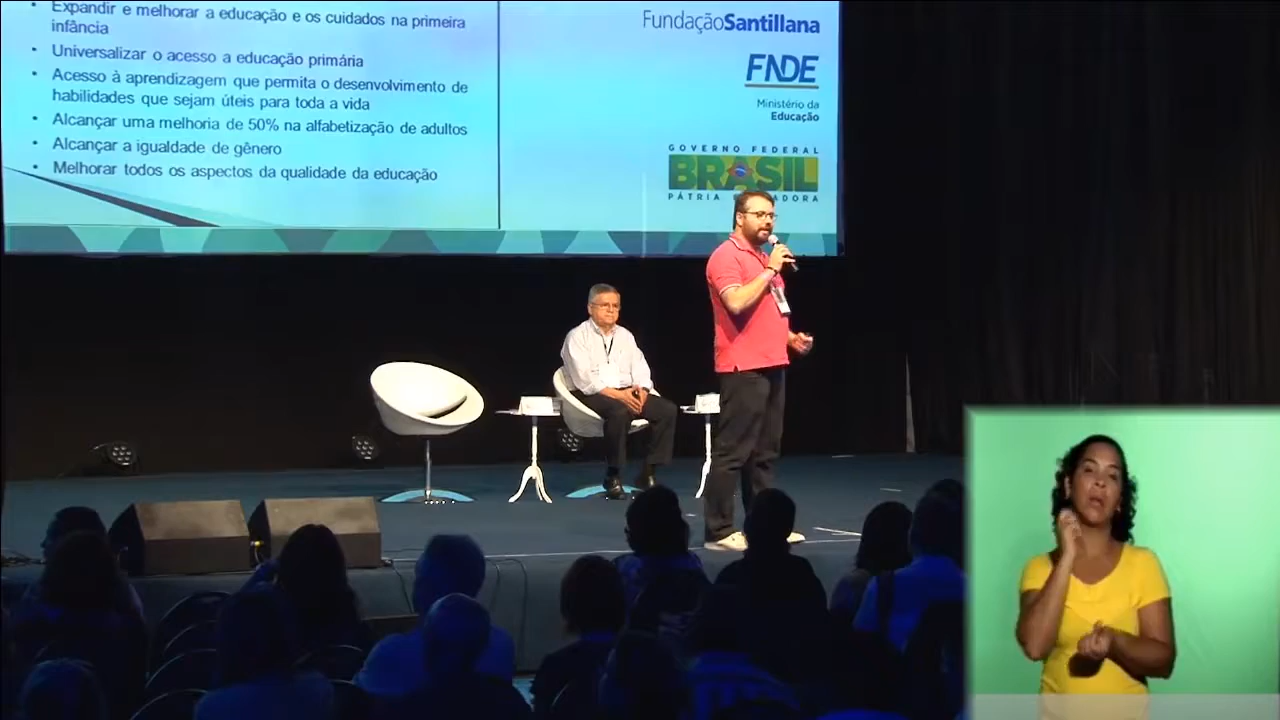 Expandir e melhorar a educação e os cuidados na primeira
infância
• Universalizar o acesso a educação primária
• Acesso à aprendizagem que permita o desenvolvimento de
habilidades que sejam úteis para toda a vida
• Alcançar uma melhoria de 50% na alfabetização de adultos
• Alcançar a igualdade de gênero
• Melhorar todos os aspectos da qualidade da educação
FundaçãoSantillana
FNDE
Ministério da
Educação
GOVERNO FEDERAL
BRASIL
PÁTRIA